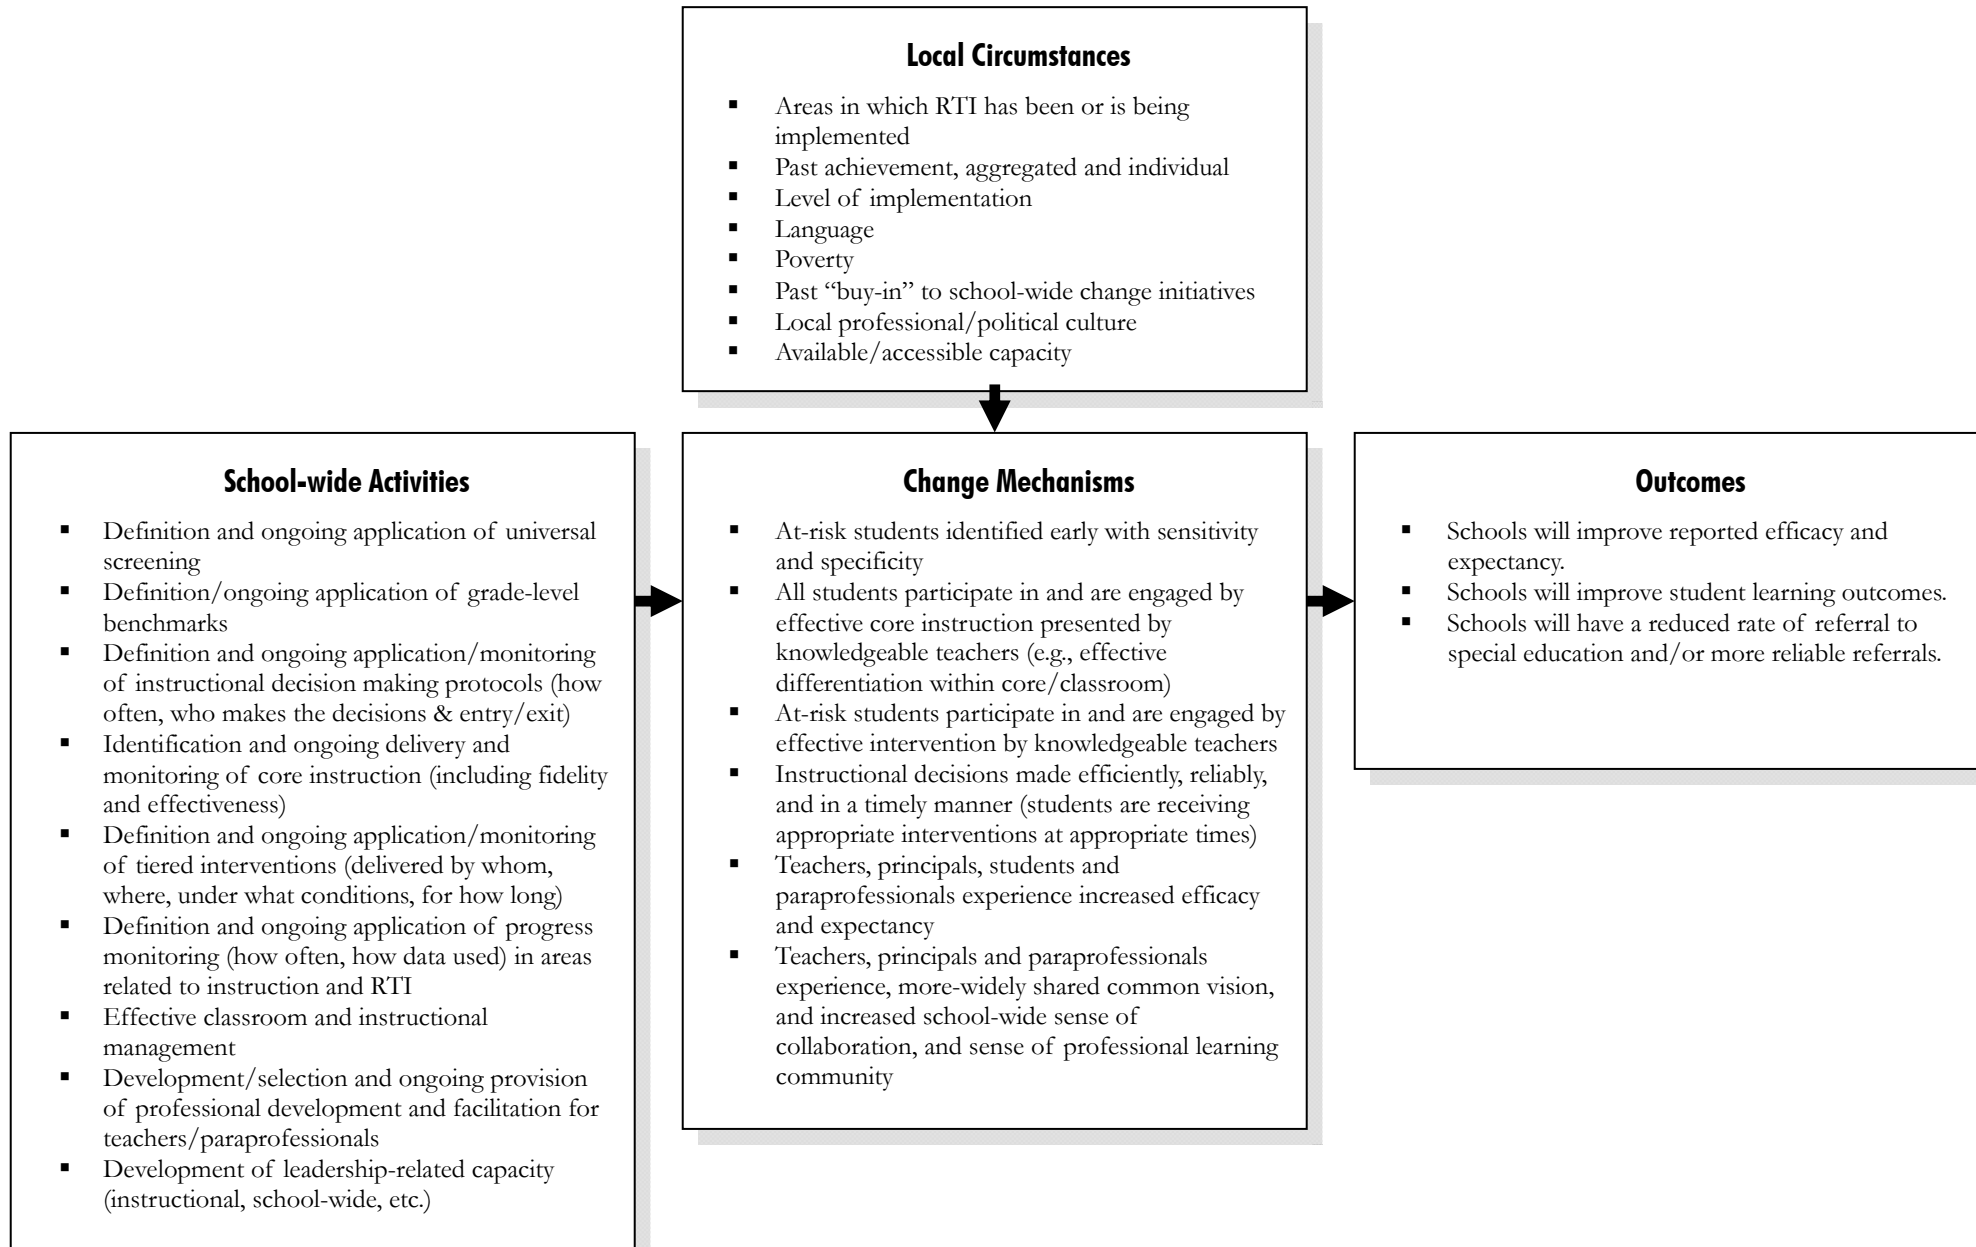 Local Circumstances
▪ Areas in which RTI has been or is being
implemented
▪ Past achievement, aggregated and individual
▪ Level of implementation
▪ Language
▪ Poverty
▪ Past “buy-in” to school-wide change initiatives
▪ Local professional/political culture
▪ Available/accessible capacity
School-wide Activities
▪ Definition and ongoing application of universal
screening
▪ Definition/ongoing application of grade-level
benchmarks
▪ Definition and ongoing application/monitoring
of instructional decision making protocols (how
often, who makes the decisions & entry/exit)
▪ Identification and ongoing delivery and
monitoring of core instruction (including fidelity
and effectiveness)
▪ Definition and ongoing application/monitoring
of tiered interventions (delivered by whom,
where, under what conditions, for how long)
▪ Definition and ongoing application of progress
monitoring (how often, how data used) in areas
related to instruction and RTI
▪ Effective classroom and instructional
management
▪ Development/selection and ongoing provision
of professional development and facilitation for
teachers/paraprofessionals
▪ Development of leadership-related capacity
(instructional, school-wide, etc.)
Change Mechanisms
▪ At-risk students identified early with sensitivity
and specificity
▪ All students participate in and are engaged by
effective core instruction presented by
knowledgeable teachers (e.g., effective
differentiation within core/classroom)
▪ At-risk students participate in and are engaged by
effective intervention by knowledgeable teachers
▪ Instructional decisions made efficiently, reliably,
and in a timely manner (students are receiving
appropriate interventions at appropriate times)
▪ Teachers, principals, students and
paraprofessionals experience increased efficacy
and expectancy
▪ Teachers, principals and paraprofessionals
experience, more-widely shared common vision,
and increased school-wide sense of
collaboration, and sense of professional learning
community
Outcomes
▪ Schools will improve reported efficacy and
expectancy.
▪ Schools will improve student learning outcomes.
▪ Schools will have a reduced rate of referral to
special education and/or more reliable referrals.